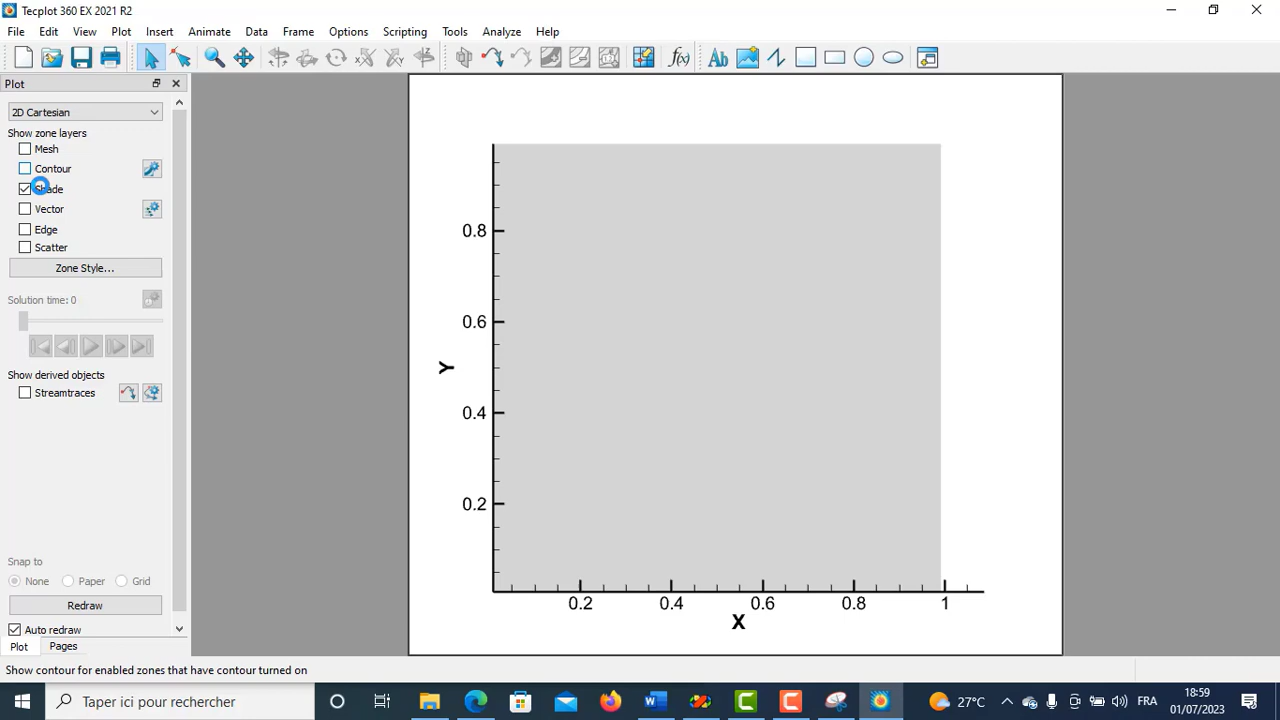 Tecplot 360 EX 2021 R2
File Edit View Plot Insert Animate Data Frame Options Scripting Tools Analyze Help
Plot
2D Cartesian
Show zone layers
Mesh
Contour
Shade
Vector
Edge
Scatter
Zone Style...
Solution time: 0
Show derived objects
Streamtraces
Snap to
None Paper Grid
Redraw
Auto redraw
Plot Pages
0.8
0.6
Y
0.4
0.2
0.2 0.4 0.6 0.8 1
X
Show contour for enabled zones that have contour turned on
Taper ici pour rechercher
27°C
FRA
18:59
01/07/2023
Ab
f(x)